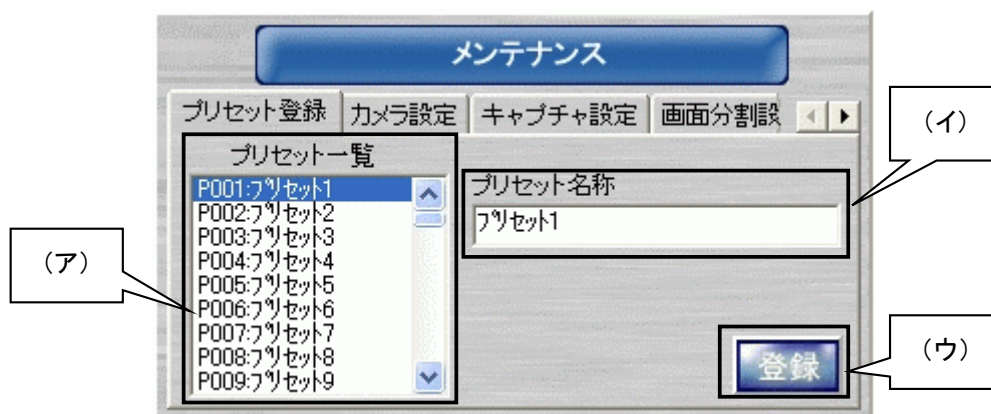 メンテナンス
プリセット登録 カメラ設定 キャプチャ設定 画面分割設
プリセット一覧
P001:プリセット1
P002:プリセット2
P003:プリセット3
P004:プリセット4
P005:プリセット5
P006:プリセット6
P007:プリセット7
P008:プリセット8
P009:プリセット9
プリセット名称
プリセット1
登録
(ア)
(イ)
(ウ)